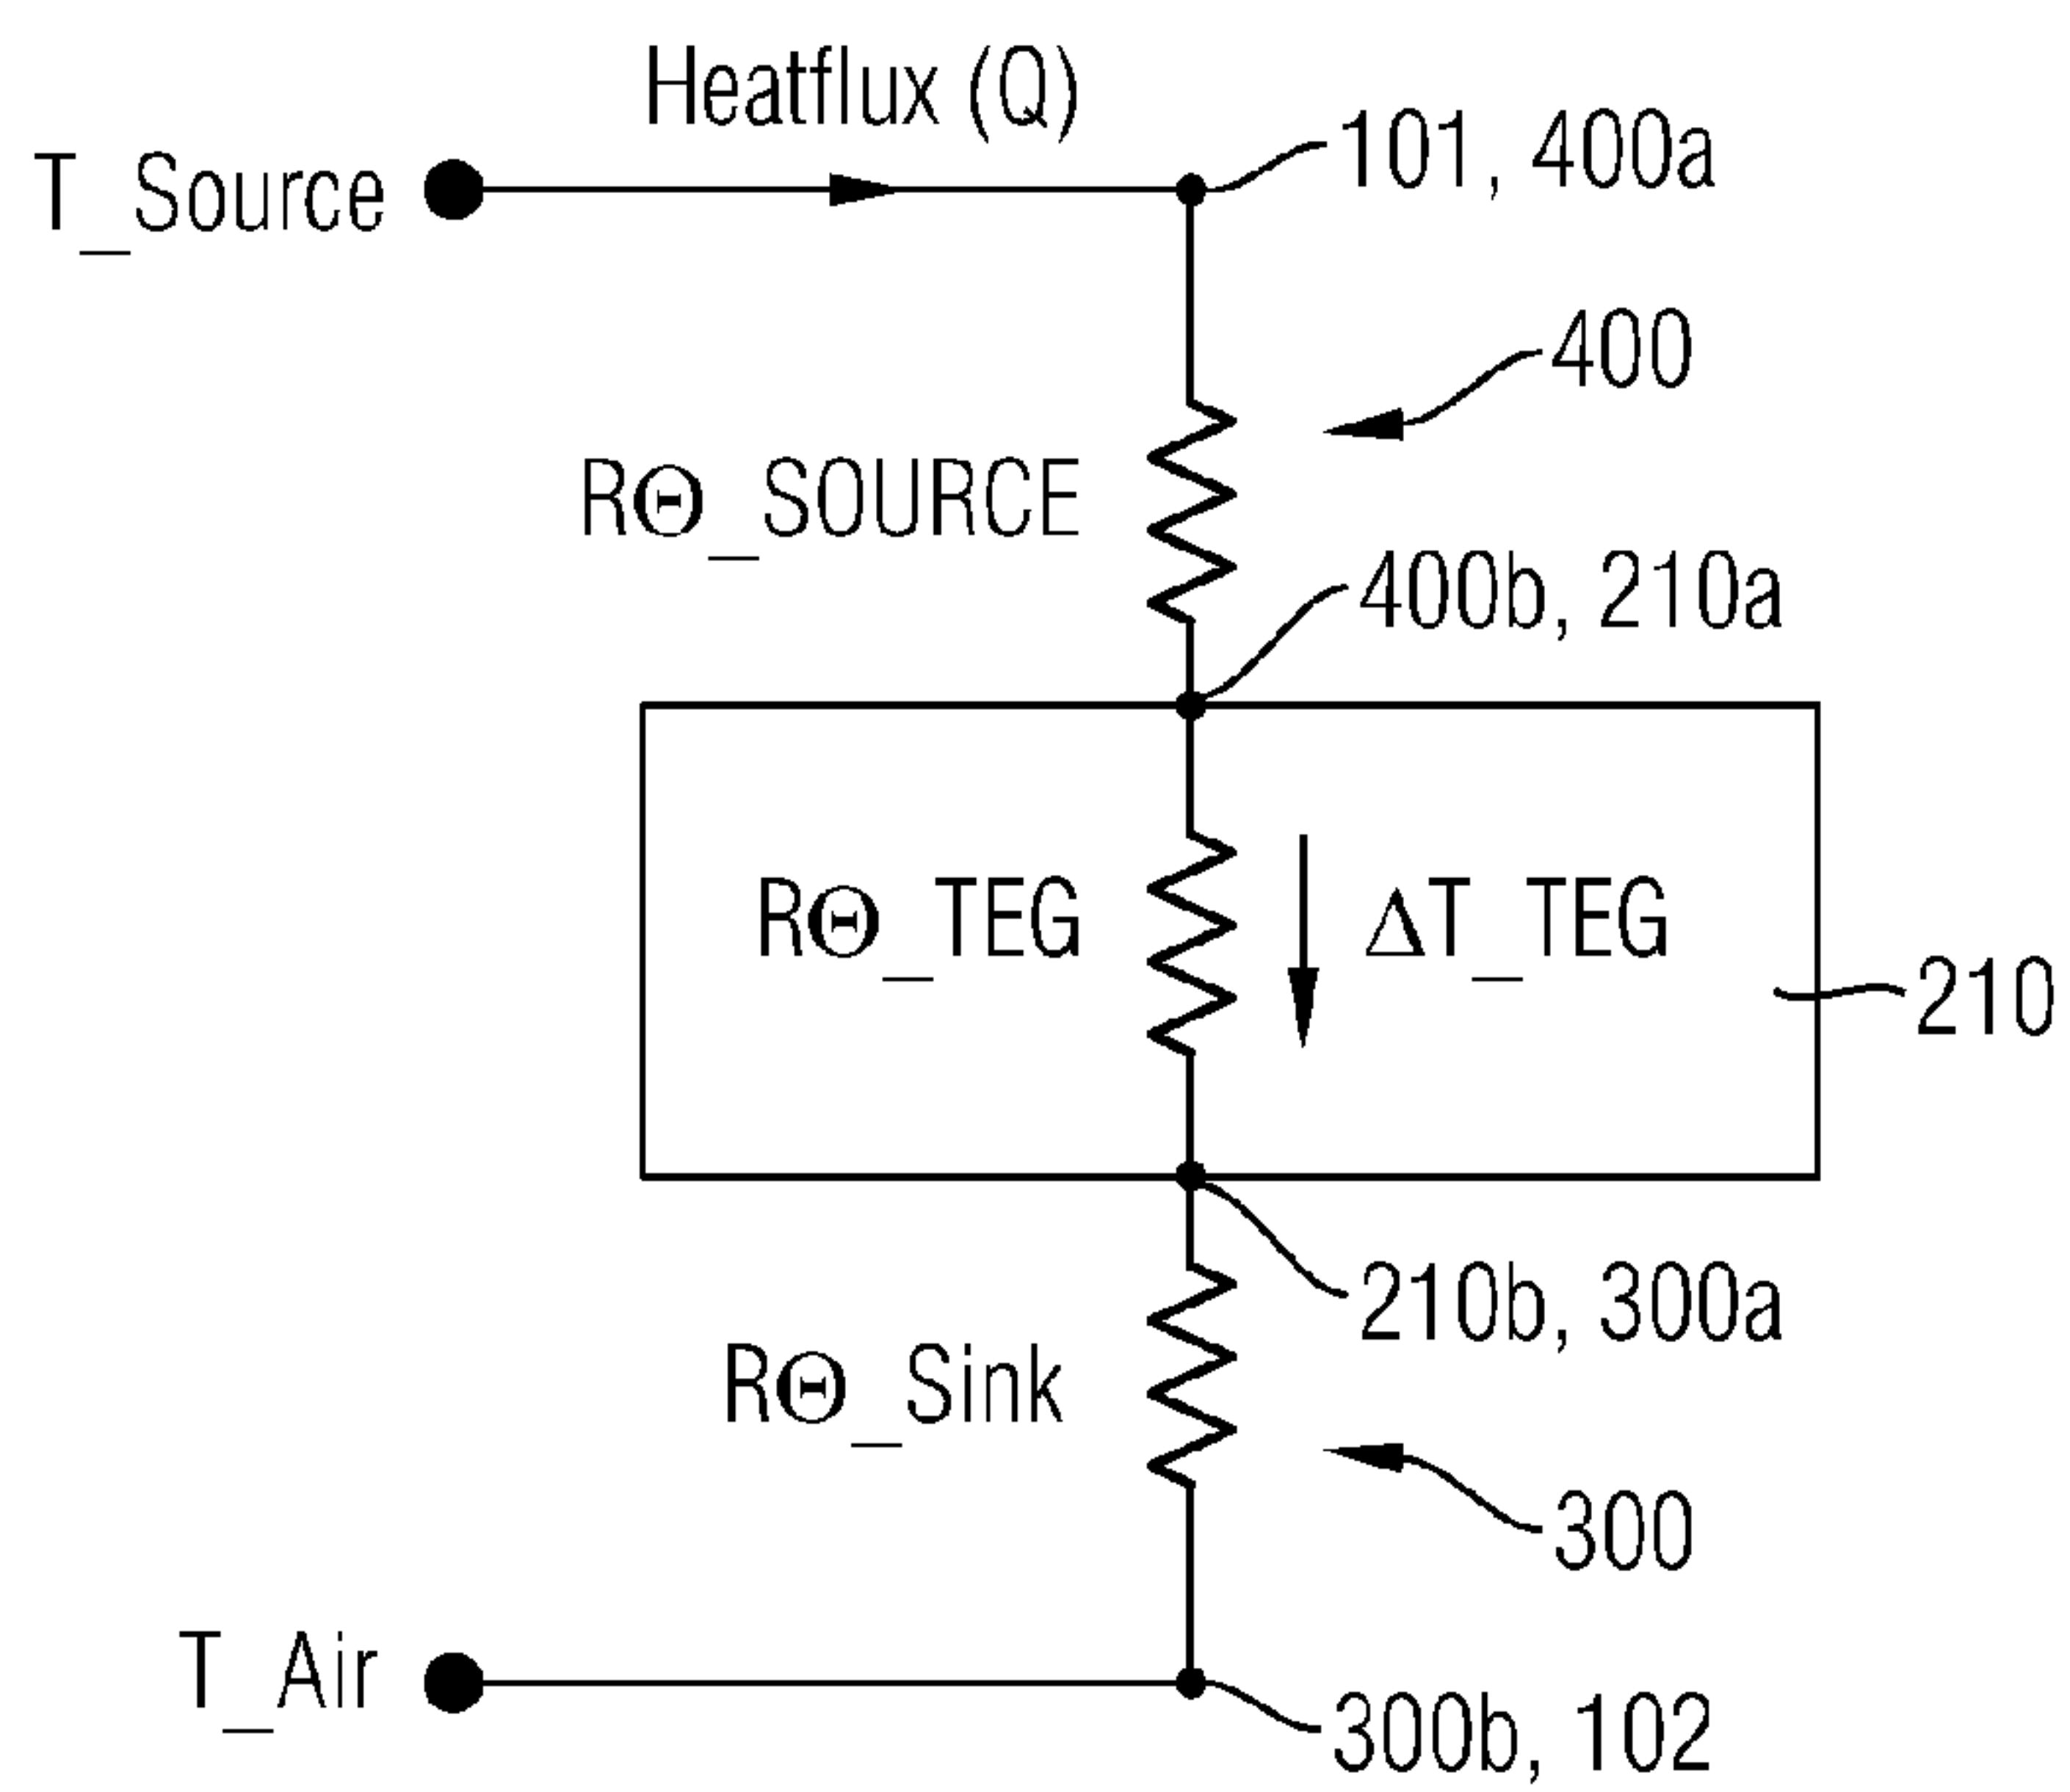 Heatflux (Q)
T_Source
101, 400a
400
RΘ_SOURCE
400b, 210a
RΘ_TEG
ΔT_TEG
210
210b, 300a
RΘ_Sink
300
T_Air
300b, 102